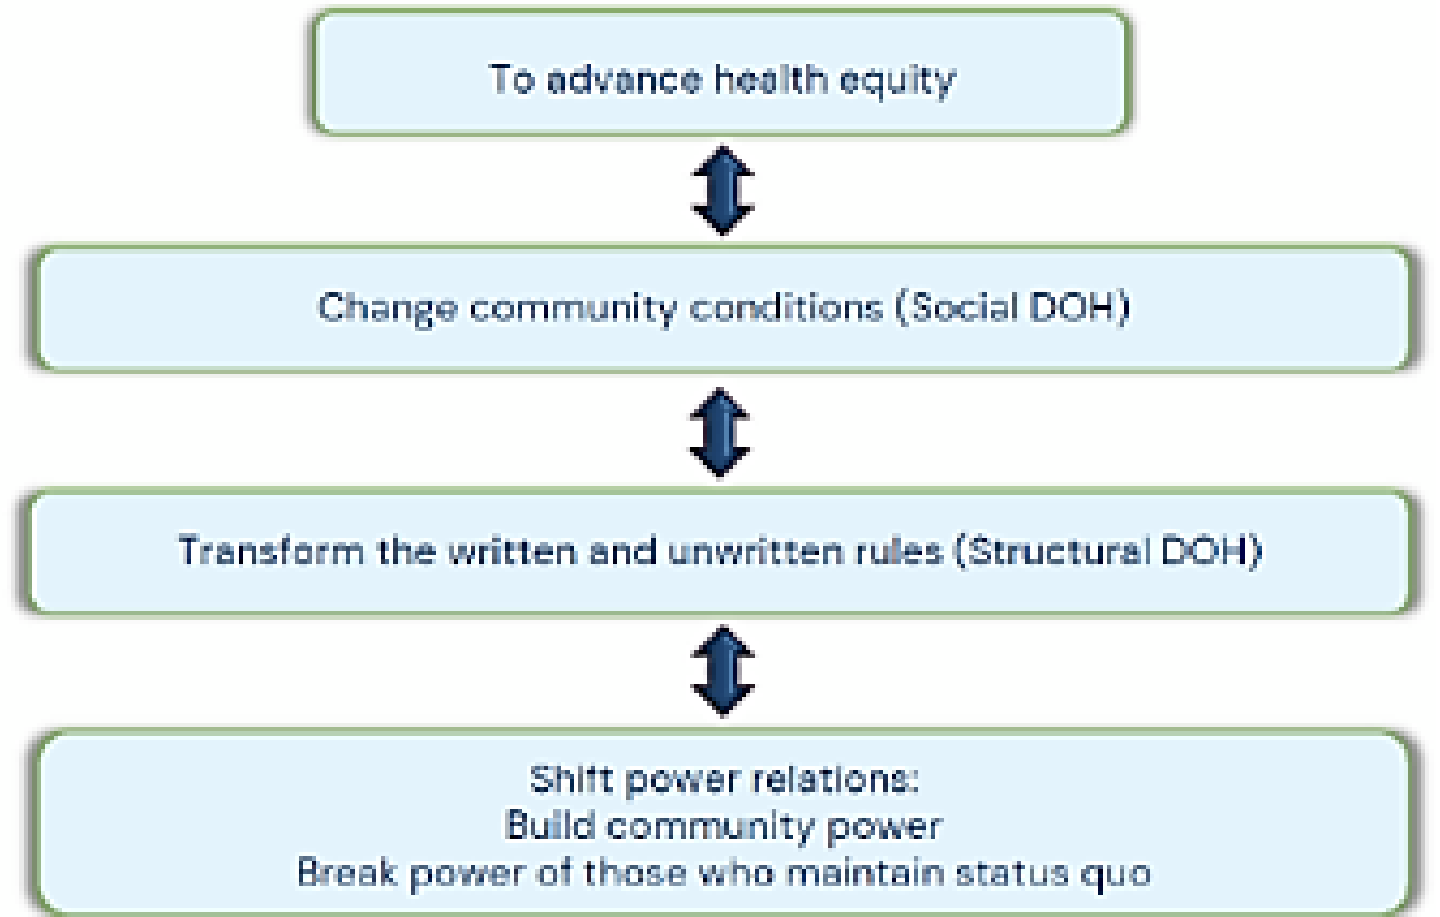 To advance health equity
Change community conditions (Social DOH)
Transform the written and unwritten rules (Structural DOH)
Shift power relations:
Build community power
Break power of those who maintain status quo